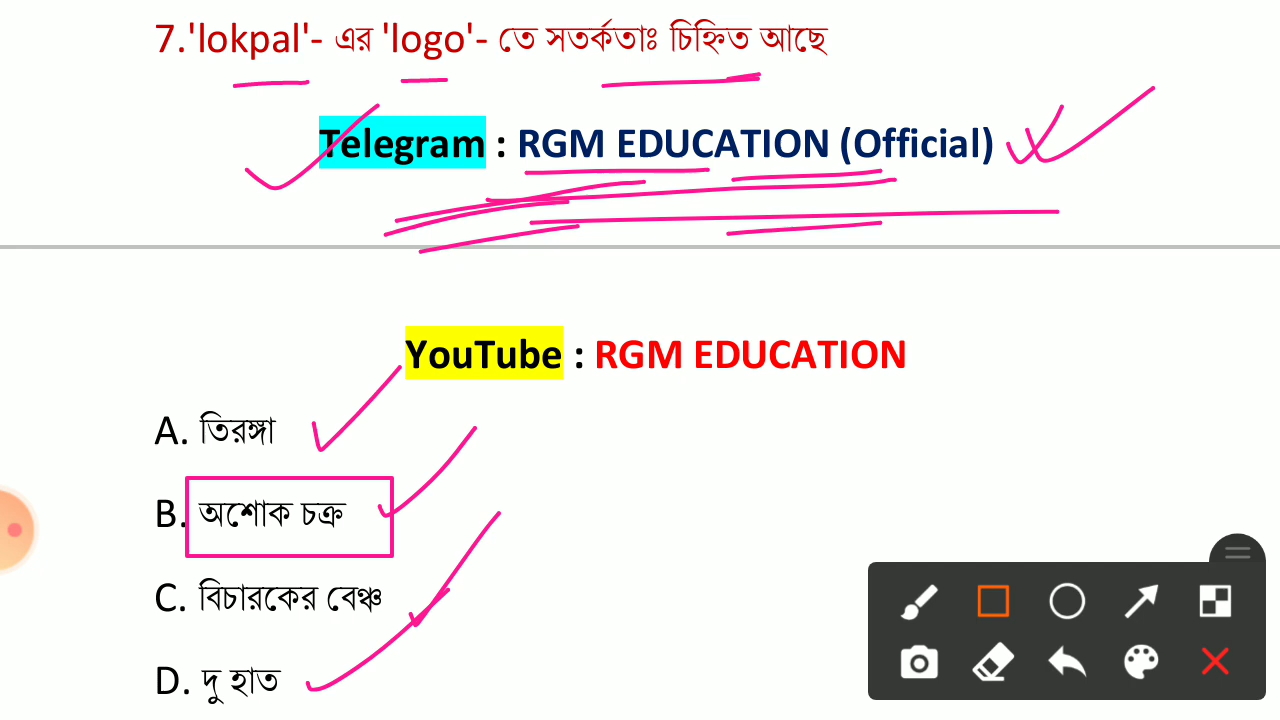 7.'lokpal'- এর 'logo'- তে সতর্কতাঃ চিহ্নিত আছে
Telegram : RGM EDUCATION (Official)
YouTube : RGM EDUCATION
A. তিরঙ্গা
B. অশোক চক্র
C. বিচারকের বেঞ্চ
D. দু হাত